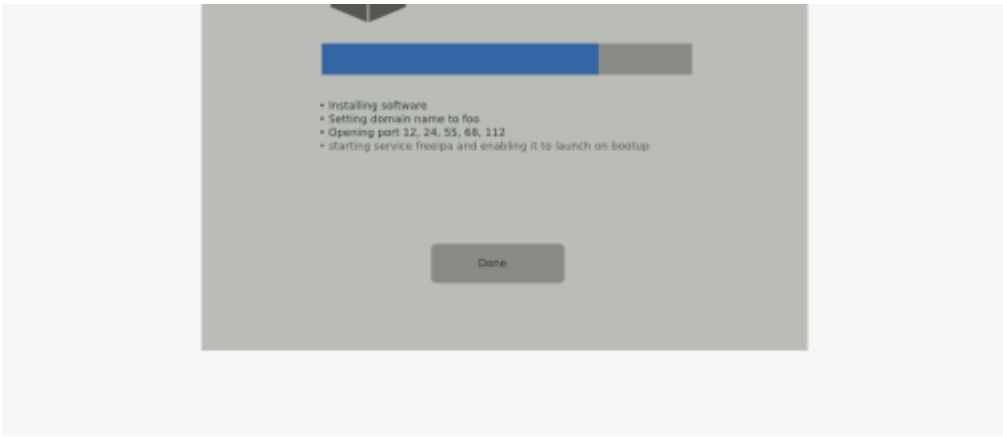 • Installing software
• Setting domain name to foo
• Opening port 12, 24, 55, 68, 112
• starting service freeipa and enabling it to launch on bootup
Done